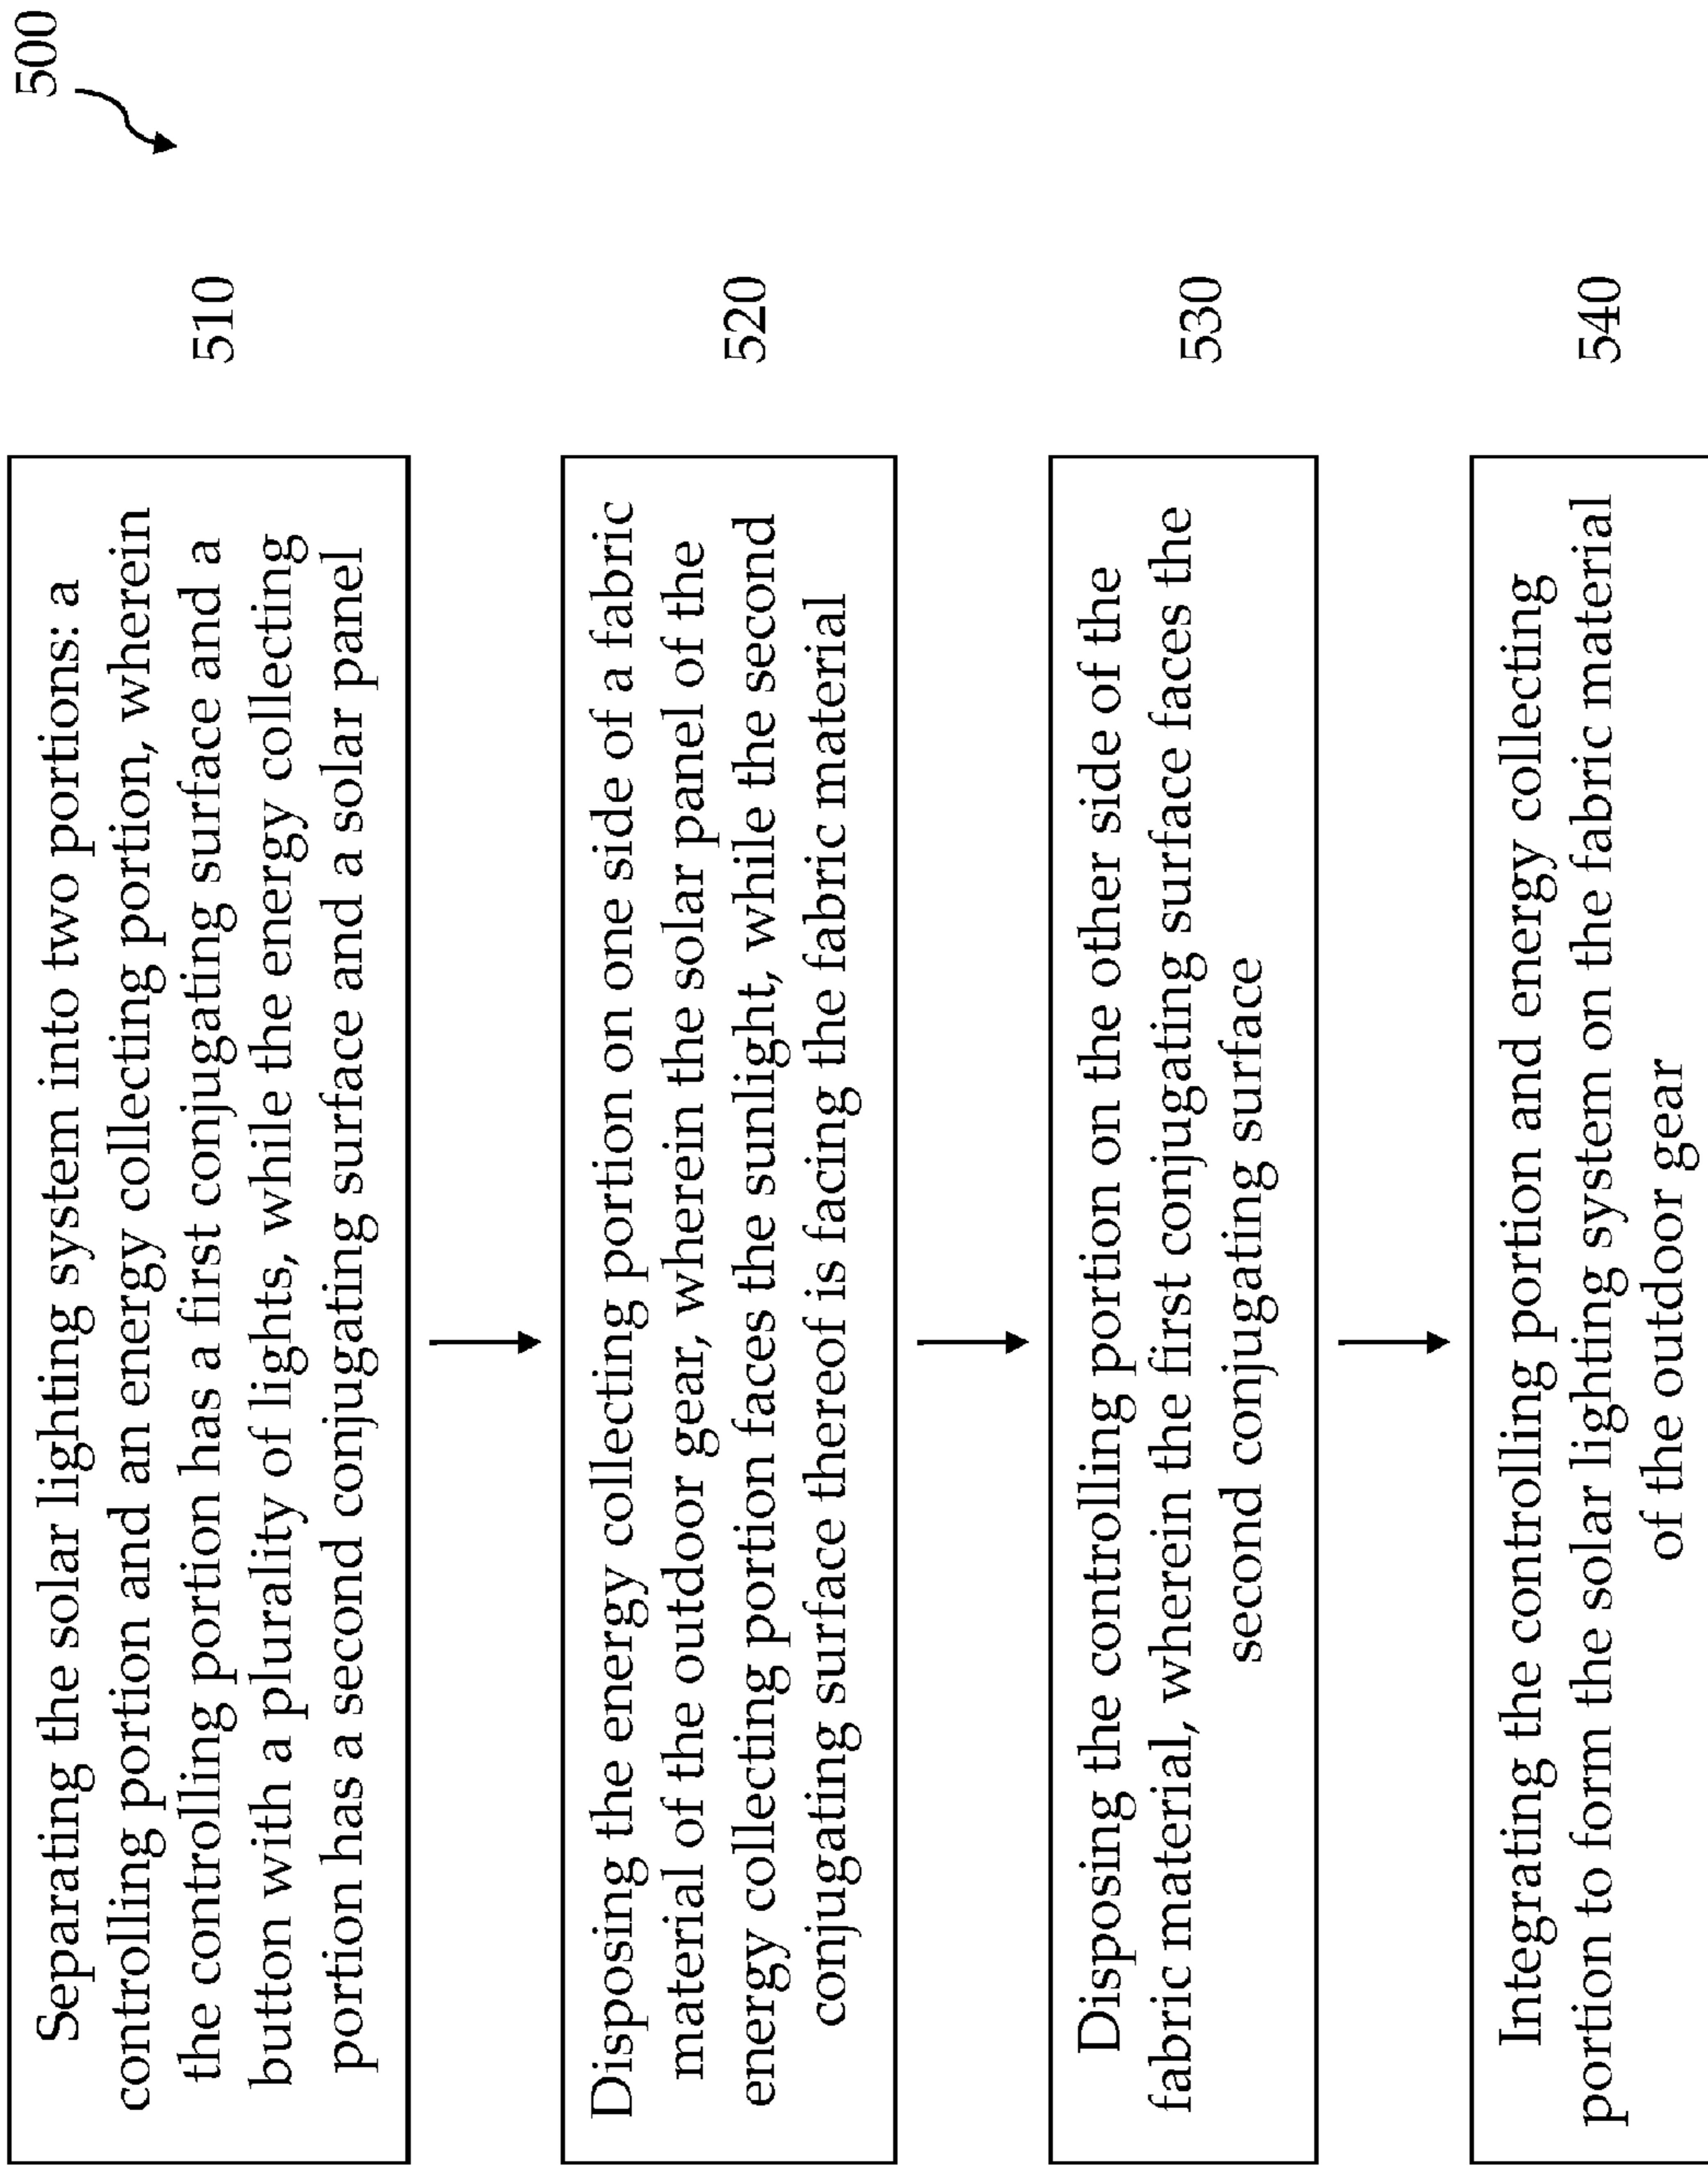 500
Separating the solar lighting system into two portions: a
controlling portion and an energy collecting portion, wherein
the controlling portion has a first conjugating surface and a
button with a plurality of lights, while the energy collecting
portion has a second conjugating surface and a solar panel
510
Disposing the energy collecting portion on one side of a fabric
material of the outdoor gear, wherein the solar panel of the
energy collecting portion faces the sunlight, while the second
conjugating surface thereof is facing the fabric material
520
Disposing the controlling portion on the other side of the
fabric material, wherein the first conjugating surface faces the
second conjugating surface
530
Integrating the controlling portion and energy collecting
portion to form the solar lighting system on the fabric material
of the outdoor gear
540